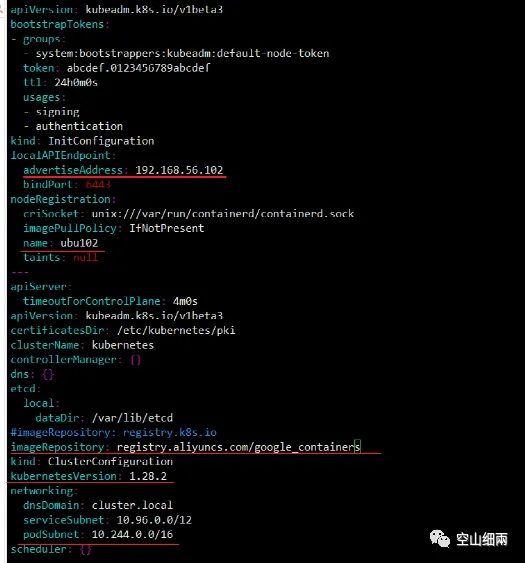 apiVersion: kubeadm.k8s.io/v1beta3
bootstrapTokens:
- groups:
  - system:bootstrappers:kubeadm:default-node-token
  token: abcdef.0123456789abcdef
  ttl: 24h0m0s
  usages:
  - signing
  - authentication
kind: InitConfiguration
localAPIEndpoint:
  advertiseAddress: 192.168.56.102
  bindPort: 6443
nodeRegistration:
  criSocket: unix:///var/run/containerd/containerd.sock
  imagePullPolicy: IfNotPresent
  name: ubu102
  taints: null
---
apiServer:
  timeoutForControlPlane: 4m0s
apiVersion: kubeadm.k8s.io/v1beta3
certificatesDir: /etc/kubernetes/pki
clusterName: kubernetes
controllerManager: {}
dns: {}
etcd:
  local:
    dataDir: /var/lib/etcd
#imageRepository: registry.k8s.io
imageRepository: registry.aliyuncs.com/google_containers
kind: ClusterConfiguration
kubernetesVersion: 1.28.2
networking:
  dnsDomain: cluster.local
  serviceSubnet: 10.96.0.0/12
  podSubnet: 10.244.0.0/16
scheduler: {}
空山细雨